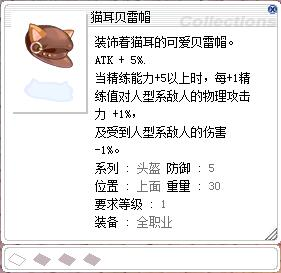 猫耳贝雷帽
Collections
装饰着猫耳的可爱贝雷帽。
ATK + 5%.
当精练能力+5以上时，每+1精
练值对人型系敌人的物理攻击
力 +1%,
及受到人型系敌人的伤害
-1%。
系列 : 头盔 防御 : 5
位置 : 上面 重量 : 30
要求等级 : 1
装备 : 全职业